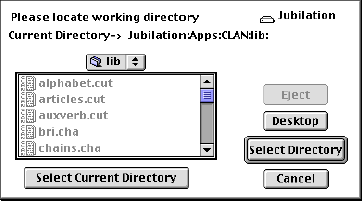 Please locate working directory
Jubilation
Current Directory-> Jubilation:Apps:CLAN:lib:
lib
alphabet.cut
articles.cut
auxverb.cut
bri.cha
chains.cha
Eject
Desktop
Select Directory
Select Current Directory
Cancel